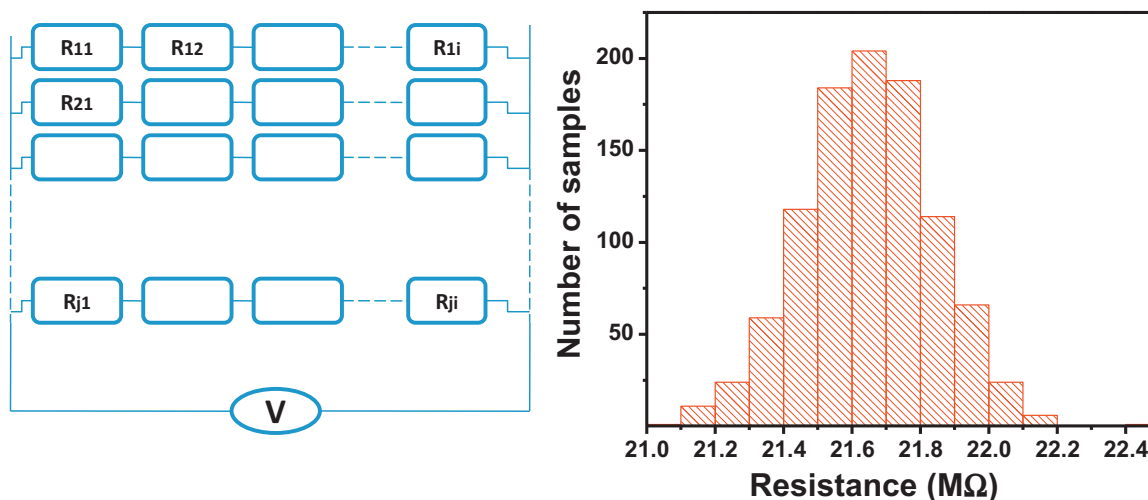 R11 R12 R1i
R21
Rj1 Rji
V
Number of samples
200
150
100
50
21.0 21.2 21.4 21.6 21.8 22.0 22.2 22.4
Resistance (MΩ)